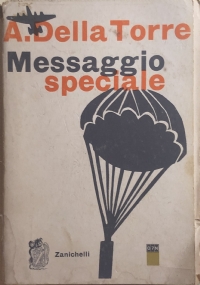 A. Della Torre
Messaggio
speciale
Zanichelli